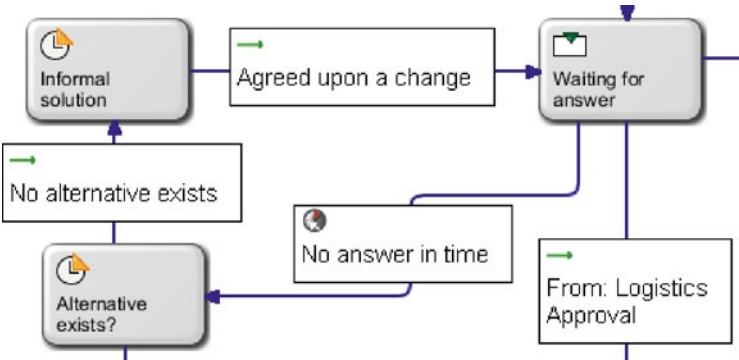 Informal
solution
Agreed upon a change
Waiting for
answer
No alternative exists
No answer in time
Alternative
exists?
From: Logistics
Approval